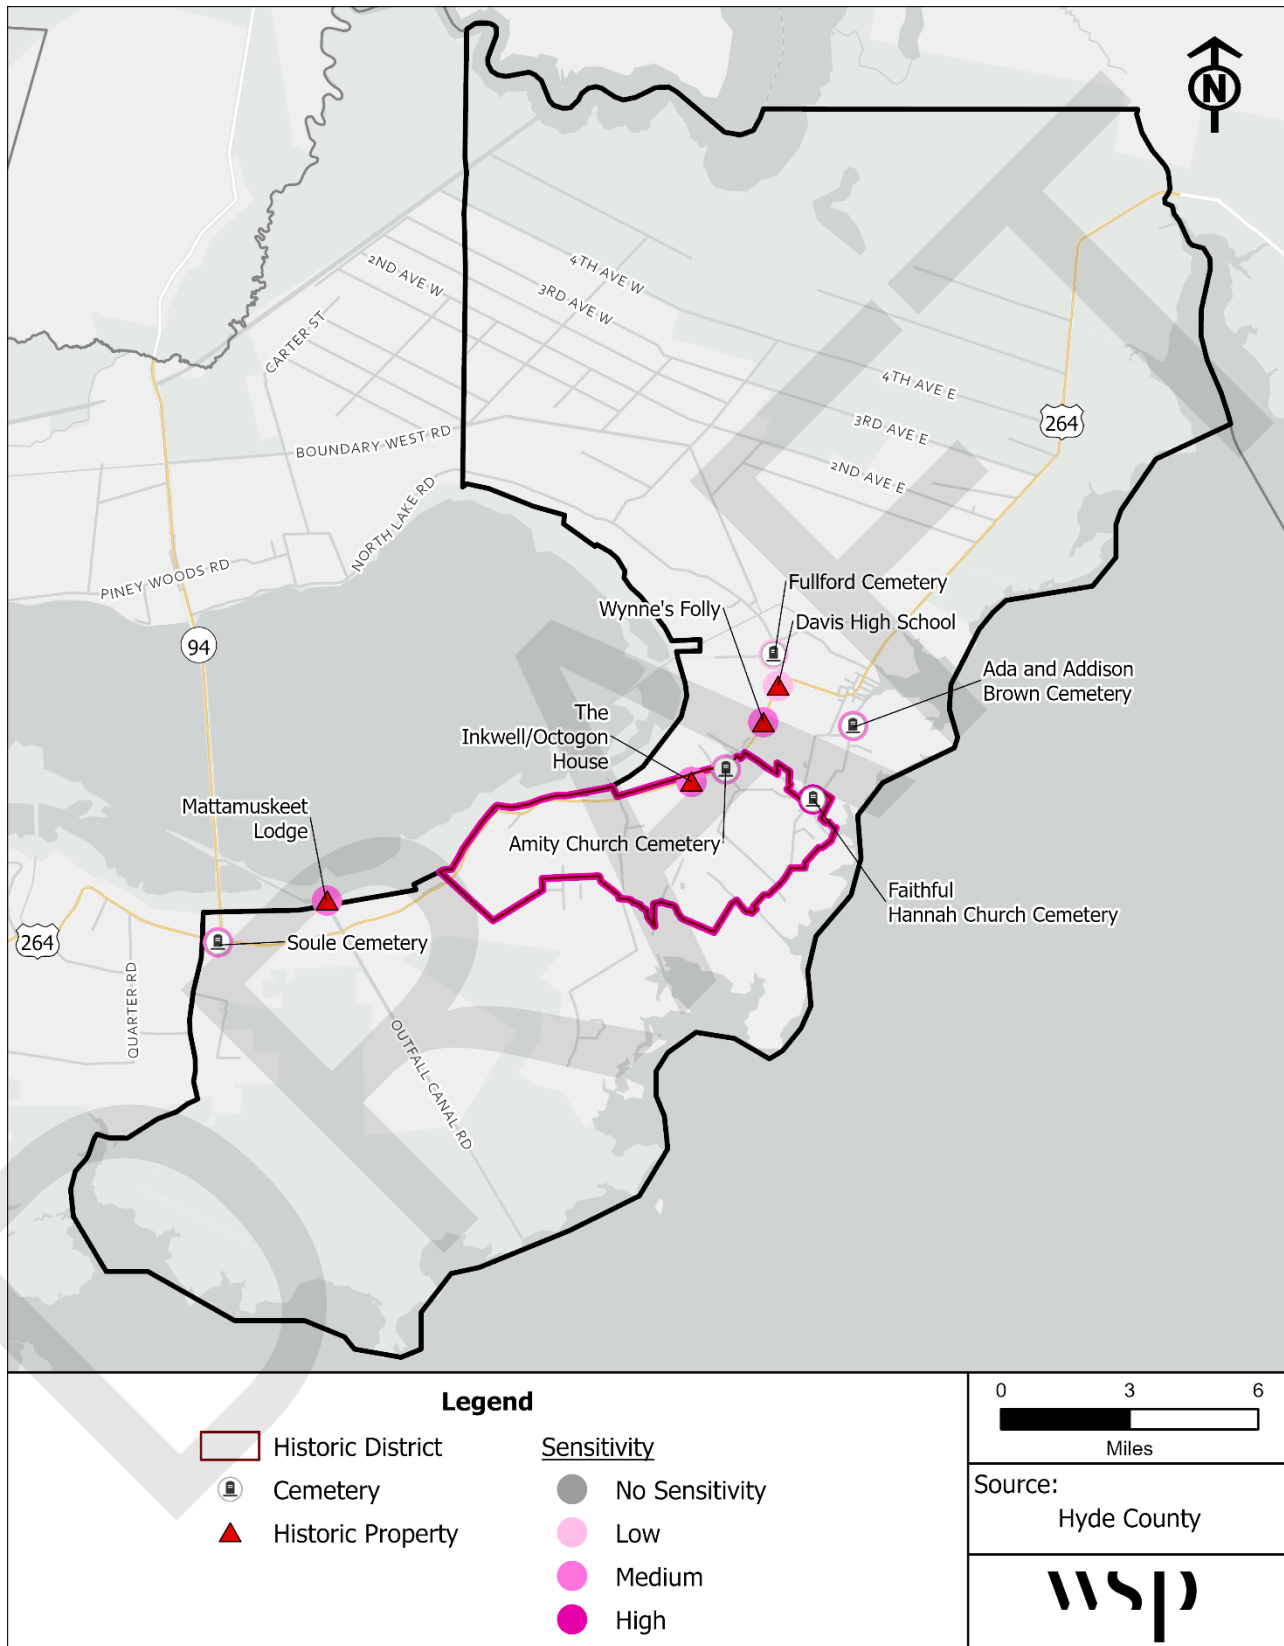 N
2ND AVE W
4TH AVE W
3RD AVE W
CARTER ST
4TH AVE E
3RD AVE E
2ND AVE E
264
BOUNDARY WEST RD
NORTH LAKE RD
PINEY WOODS RD
94
Fullford Cemetery
Wynne's Folly
Davis High School
Ada and Addison
Brown Cemetery
The
Inkwell/Octogon
House
Mattamuskeet
Lodge
Amity Church Cemetery
Faithful
Hannah Church Cemetery
264
Soule Cemetery
QUARTER RD
OUTFALL CANAL RD
DRAFT
Legend
Historic District
Cemetery
Historic Property
Sensitivity
No Sensitivity
Low
Medium
High
0 3 6
Miles
Source:
Hyde County
wsp